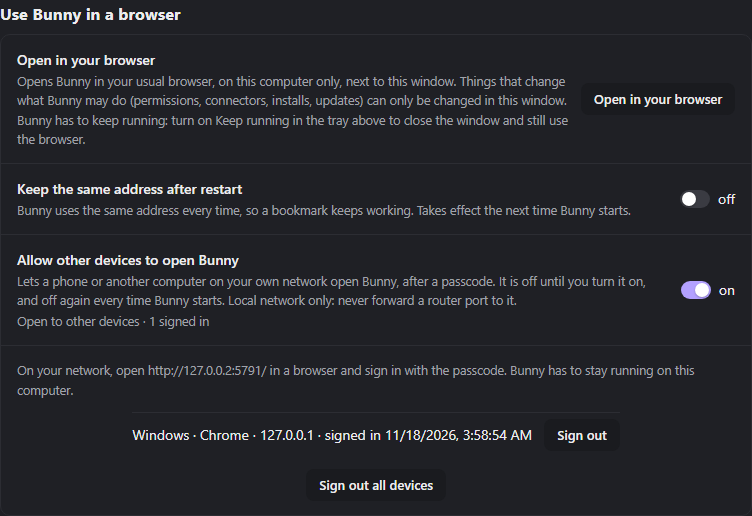 Use Bunny in a browser
Open in your browser
Opens Bunny in your usual browser, on this computer only, next to this window. Things that change
what Bunny may do (permissions, connectors, installs, updates) can only be changed in this window.
Bunny has to keep running: turn on Keep running in the tray above to close the window and still use
the browser.
Open in your browser
Keep the same address after restart
Bunny uses the same address every time, so a bookmark keeps working. Takes effect the next time Bunny starts.
off
Allow other devices to open Bunny
Lets a phone or another computer on your own network open Bunny, after a passcode. It is off until you turn it on,
and off again every time Bunny starts. Local network only: never forward a router port to it.
Open to other devices · 1 signed in
on
On your network, open http://127.0.0.2:5791/ in a browser and sign in with the passcode. Bunny has to stay running on this
computer.
Windows · Chrome · 127.0.0.1 · signed in 11/18/2026, 3:58:54 AM
Sign out
Sign out all devices